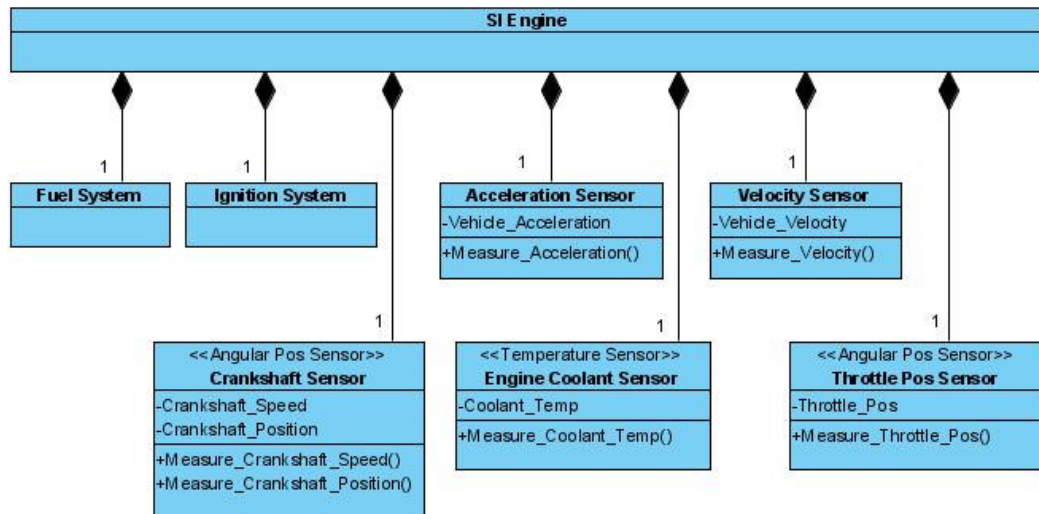 SI Engine
1
1
1
1
Fuel System
Ignition System
Acceleration Sensor
-Vehicle_Acceleration
+Measure_Acceleration()
Velocity Sensor
-Vehicle_Velocity
+Measure_Velocity()
1
1
1
<<Angular Pos Sensor>>
Crankshaft Sensor
-Crankshaft_Speed
-Crankshaft_Position
+Measure_Crankshaft_Speed()
+Measure_Crankshaft_Position()
<<Temperature Sensor>>
Engine Coolant Sensor
-Coolant_Temp
+Measure_Coolant_Temp()
<<Angular Pos Sensor>>
Throttle Pos Sensor
-Throttle_Pos
+Measure_Throttle_Pos()